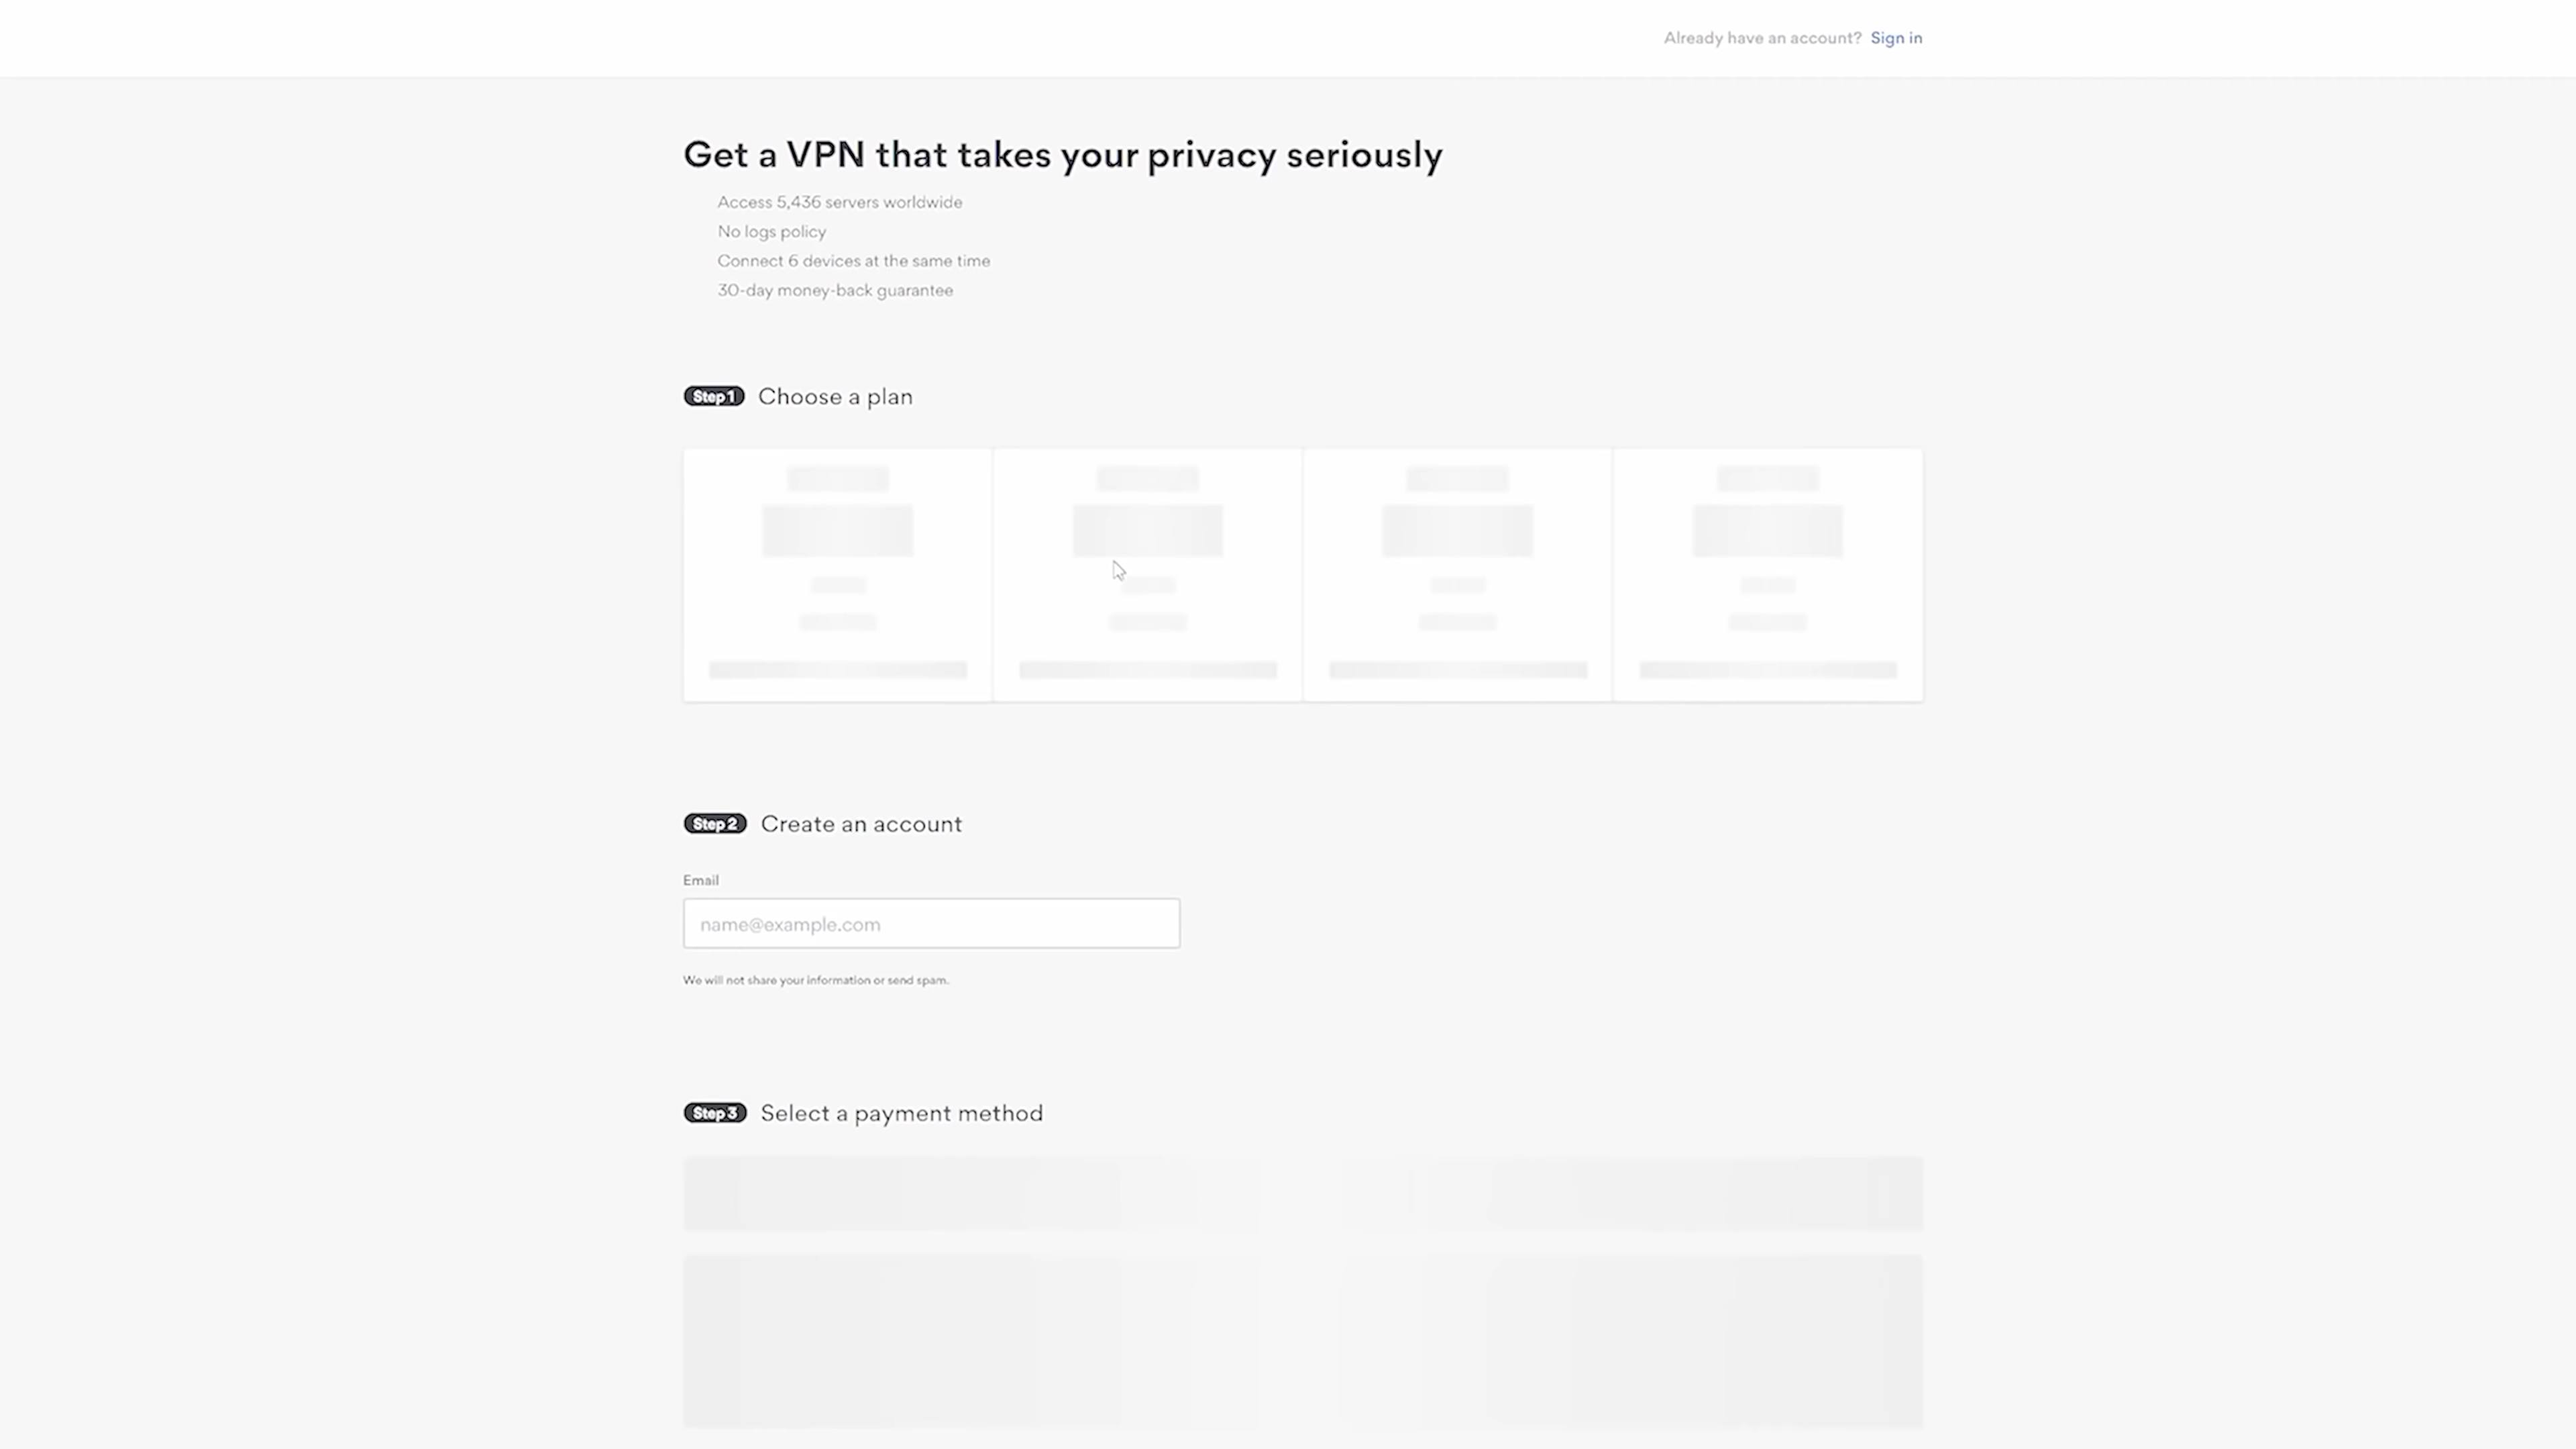 Already have an account? Sign in
Get a VPN that takes your privacy seriously
Access 5,436 servers worldwide
No logs policy
Connect 6 devices at the same time
30-day money-back guarantee
Step 1 Choose a plan
Step 2 Create an account
Email
name@example.com
We will not share your information or send spam.
Step 3 Select a payment method